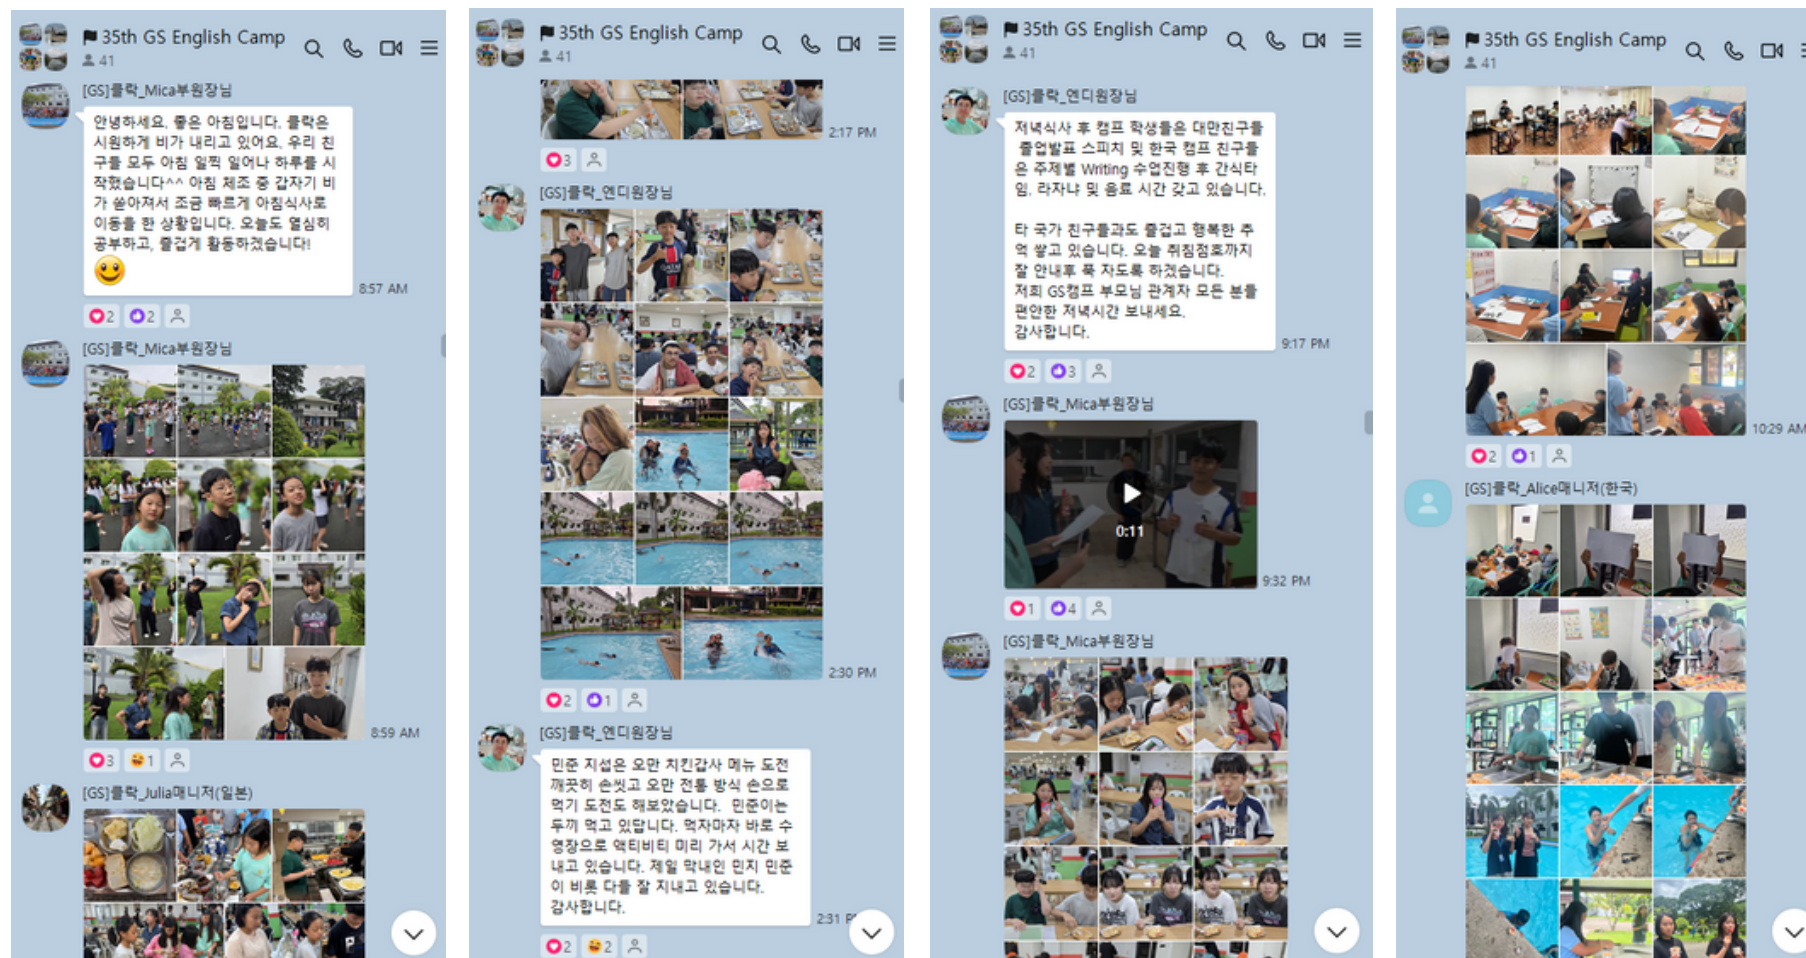 35th GS English Camp
41
[GS]클락_Mica부원장님
안녕하세요, 좋은 아침입니다. 클락은
시원하게 비가 내리고 있어요, 우리 친
구들 모두 아침 일찍 일어나 하루를 시
작했습니다^^ 아침 체조 중 갑자기 비
가 쏟아져서 조금 빠르게 아침식사로
이동을 한 상황입니다. 오늘도 열심히
공부하고, 즐겁게 활동하겠습니다!
8:57 AM
2
2
[GS]클락_Mica부원장님
8:59 AM
3
1
[GS]클락_Julia매니저(일본)
35th GS English Camp
41
2:17 PM
3
[GS]클락_엔디원장님
2:30 PM
2
1
[GS]클락_엔디원장님
민준 지섭은 오만 치킨캅사 메뉴 도전
깨끗히 손씻고 오만 전통 방식 손으로
먹기 도전도 해보았습니다. 민준이는
두끼 먹고 있답니다. 먹자마자 바로 수
영장으로 액티비티 미리 가서 시간 보
내고 있습니다. 제일 막내인 민지 민준
이 비롯 다들 잘 지내고 있습니다.
감사합니다.
2:31
2
2
35th GS English Camp
41
[GS]클락_엔디원장님
저녁식사 후 캠프 학생들은 대만친구들
졸업발표 스피치 및 한국 캠프 친구들
은 주제별 Writing 수업진행 후 간식타
임. 라자냐 및 음료 시간 갖고 있습니다.
타 국가 친구들과도 즐겁고 행복한 추
억 쌓고 있습니다. 오늘 취침점호까지
잘 안내후 푹 자도록 하겠습니다.
저희 GS캠프 부모님 관계자 모든 분들
편안한 저녁시간 보내세요.
감사합니다.
9:17 PM
2
3
[GS]클락_Mica부원장님
0:11
9:32 PM
1
4
[GS]클락_Mica부원장님
35th GS English Camp
41
10:29 AM
2
1
[GS]클락_Alice매니저(한국)